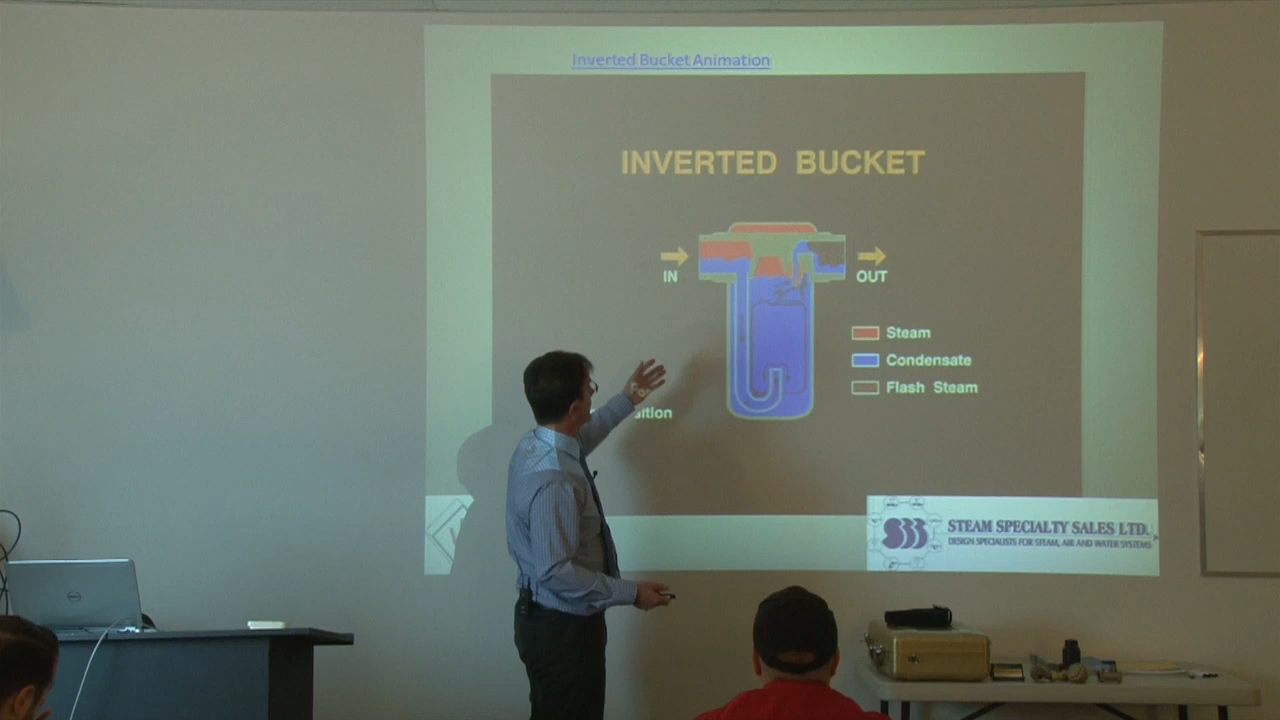 Inverted Bucket Animation
INVERTED BUCKET
IN
OUT
Steam
Condensate
Flash Steam
STEAM SPECIALTY SALES LTD.
DESIGN SPECIALISTS FOR STEAM, AIR AND WATER SYSTEMS